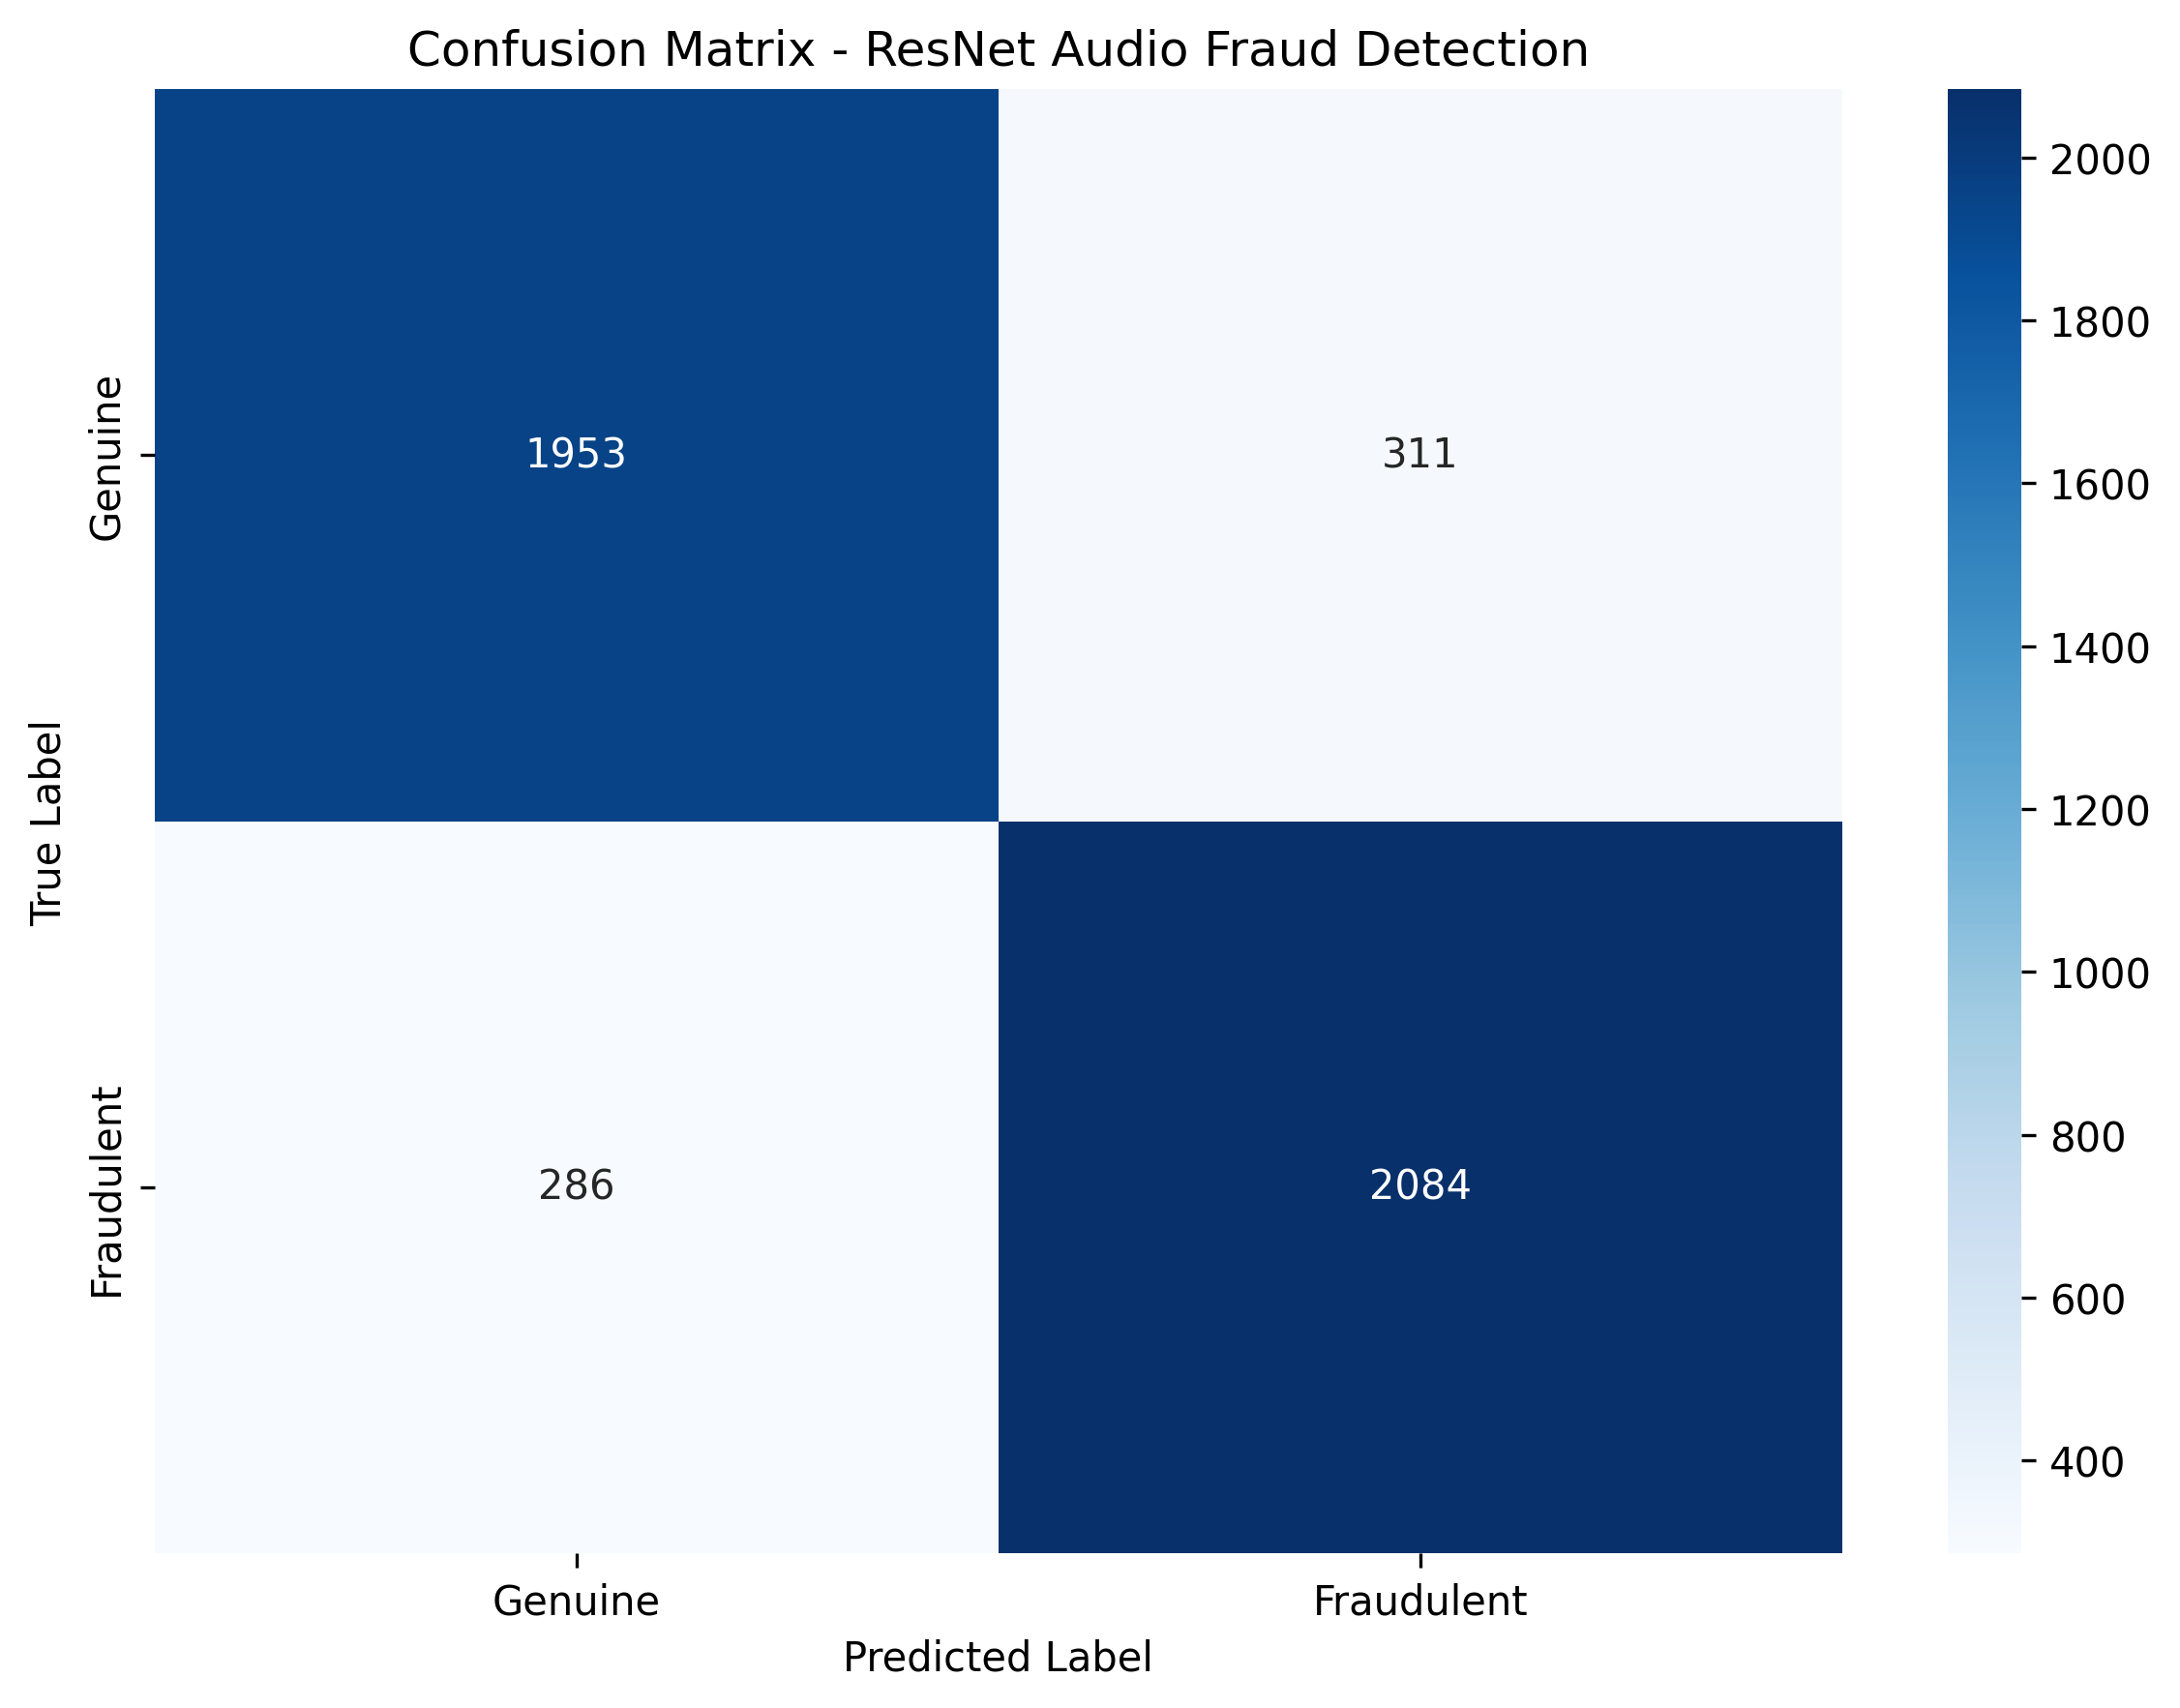 Confusion Matrix - ResNet Audio Fraud Detection
True Label
Genuine
1953
311
Fraudulent
286
2084
Genuine
Fraudulent
Predicted Label
2000
1800
1600
1400
1200
1000
800
600
400